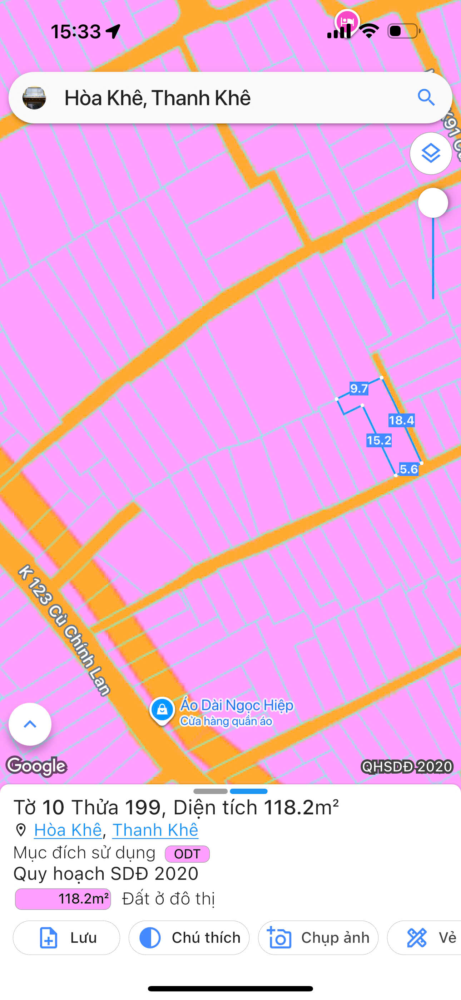 15:33
Hòa Khê, Thanh Khê
9.7
18.4
15.2
5.6
K 123 Cù Chính Lan
Áo Dài Ngọc Hiệp
Cửa hàng quần áo
Google
QHSDĐ 2020
Tờ 10 Thửa 199, Diện tích 118.2m²
Hòa Khê, Thanh Khê
Mục đích sử dụng ODT
Quy hoạch SDĐ 2020
118.2m² Đất ở đô thị
Lưu
Chú thích
Chụp ảnh
Vẻ